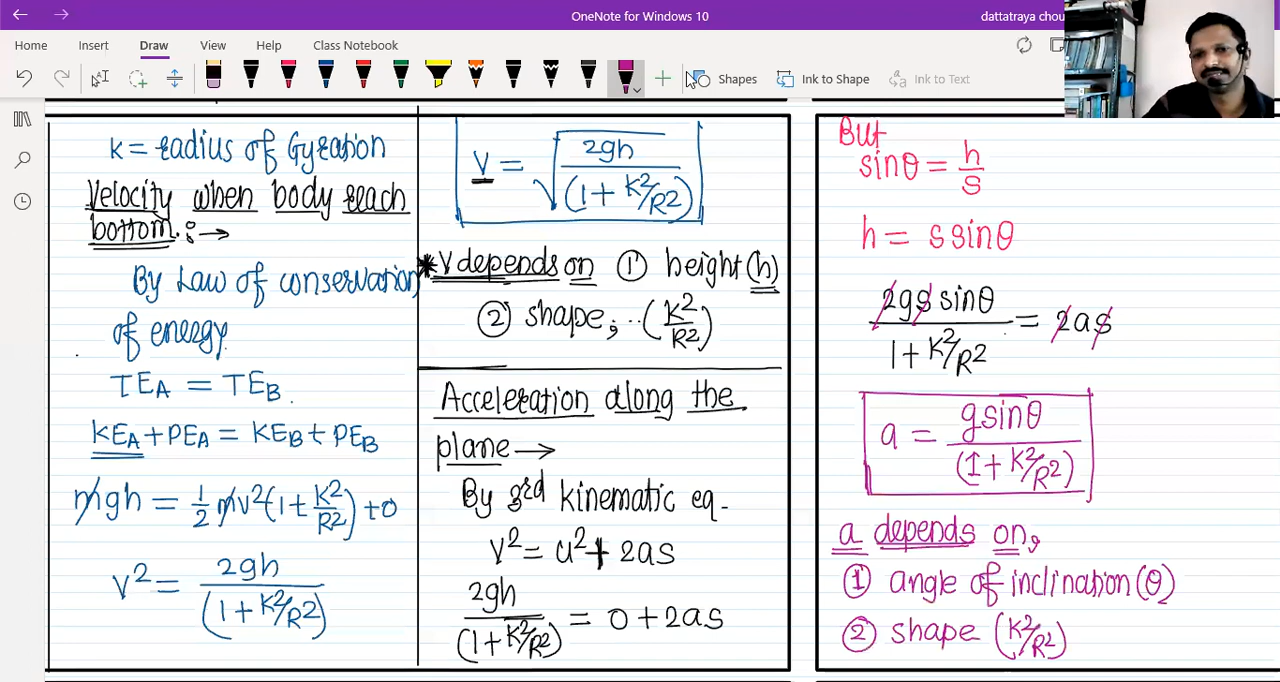 OneNote for Windows 10
dattatraya chou
Home Insert Draw View Help Class Notebook
Shapes Ink to Shape Ink to Text
K = radius of Gyration
Velocity when body reach
bottom :→
By Law of conservation
of energy.
TEA = TEB.
KEA + PEA = KEB + PEB
mgh = 1/2 mv²(1 + K²/R²) + 0
v² = 2gh/(1 + K²/R²)
V = √(2gh/(1 + K²/R²))
*V depends on ① height (h)
② shape, ..(K²/R²)
Acceleration along the
plane →
By 3rd kinematic eq.
v² = u² + 2as
2gh/(1 + K²/R²) = 0 + 2as
But
sinθ = h/s
h = s sinθ
2gs sinθ/(1 + K²/R²) = 2as
a = gsinθ/(1 + K²/R²)
a depends on,
① angle of inclination (θ)
② shape (K²/R²)